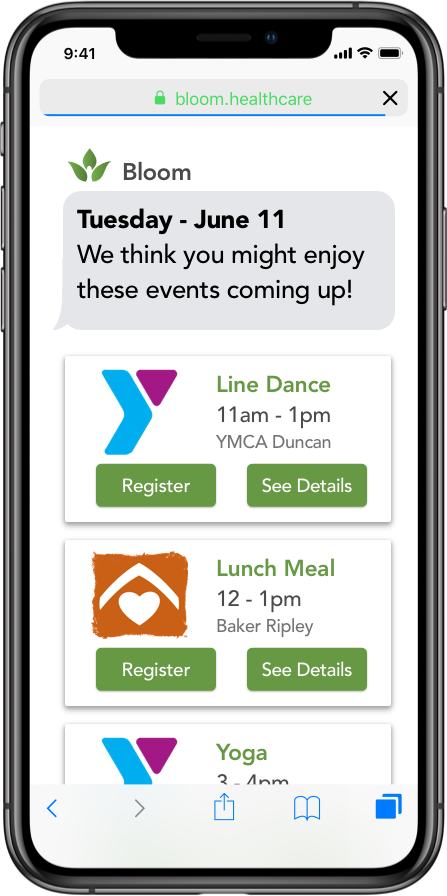 9:41
bloom.healthcare
Bloom
Tuesday - June 11
We think you might enjoy
these events coming up!
Line Dance
11am - 1pm
YMCA Duncan
Register
See Details
Lunch Meal
12 - 1pm
Baker Ripley
Register
See Details
Yoga
3 - 4pm